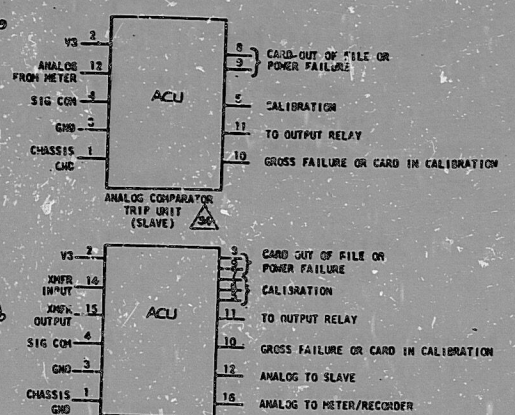 V3 2
ANALOG 12
FROM METER
SIG COM 4
GND 3
CHASSIS 1
GND
ACU
8 CARD OUT OF FILE OR
9 POWER FAILURE
5 CALIBRATION
11 TO OUTPUT RELAY
10 GROSS FAILURE OR CARD IN CALIBRATION
ANALOG COMPARATOR
TRIP UNIT
(SLAVE)
V3 2
XMFR 14
INPUT
XMFR 15
OUTPUT
SIG COM 4
GND 3
CHASSIS 1
GND
ACU
CARD OUT OF FILE OR
POWER FAILURE
CALIBRATION
11 TO OUTPUT RELAY
10 GROSS FAILURE OR CARD IN CALIBRATION
12 ANALOG TO SLAVE
16 ANALOG TO METER/RECORDER